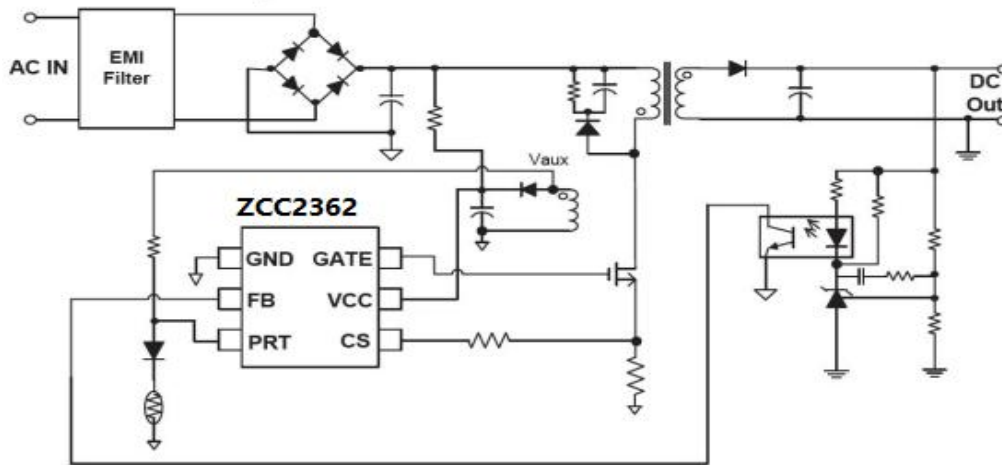 AC IN
EMI
Filter
DC
Out
Vaux
ZCC2362
GND GATE
FB VCC
PRT CS